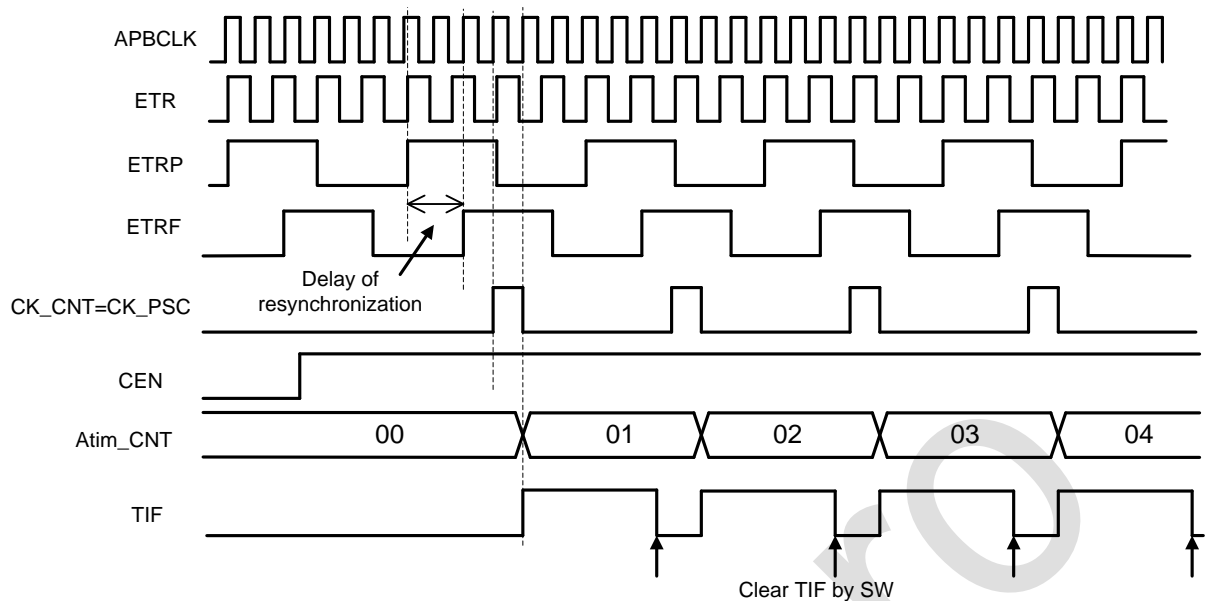 APBCLK
ETR
ETRP
ETRF
Delay of
resynchronization
CK_CNT=CK_PSC
CEN
Atim_CNT
00
01
02
03
04
TIF
Clear TIF by SW